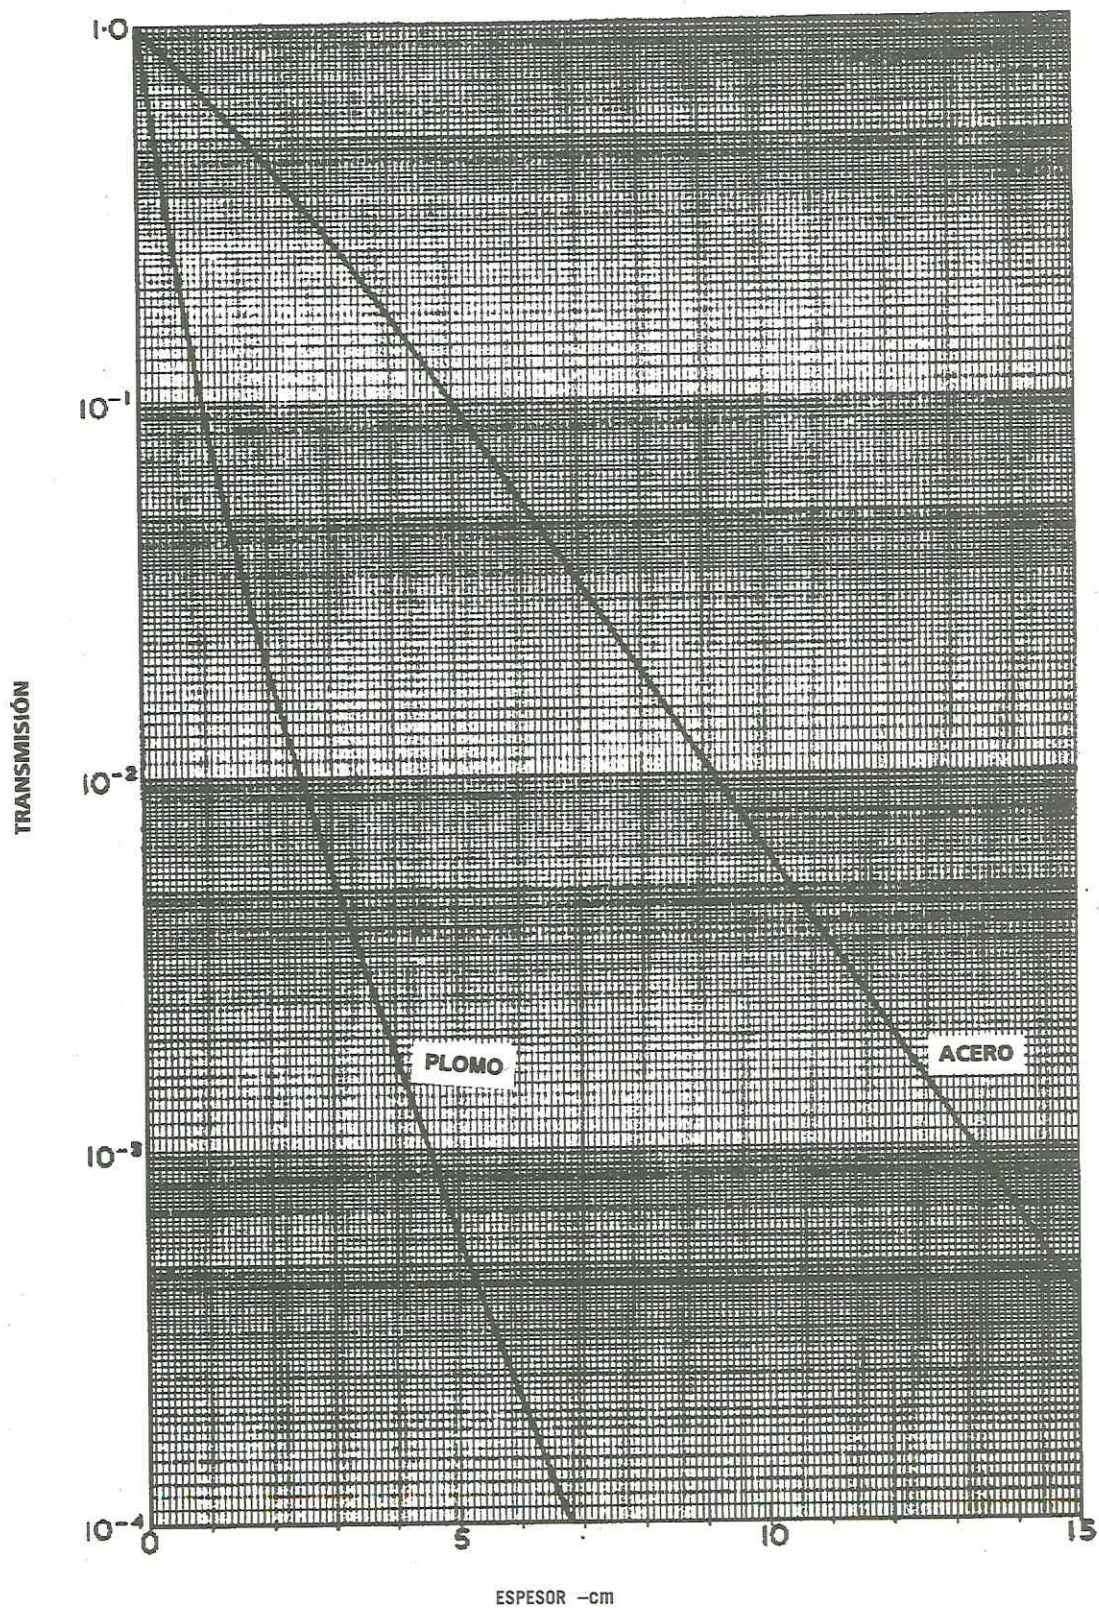 TRANSMISIÓN
1·0
10⁻¹
10⁻²
10⁻³
10⁻⁴
PLOMO
ACERO
0
5
10
15
ESPESOR –cm